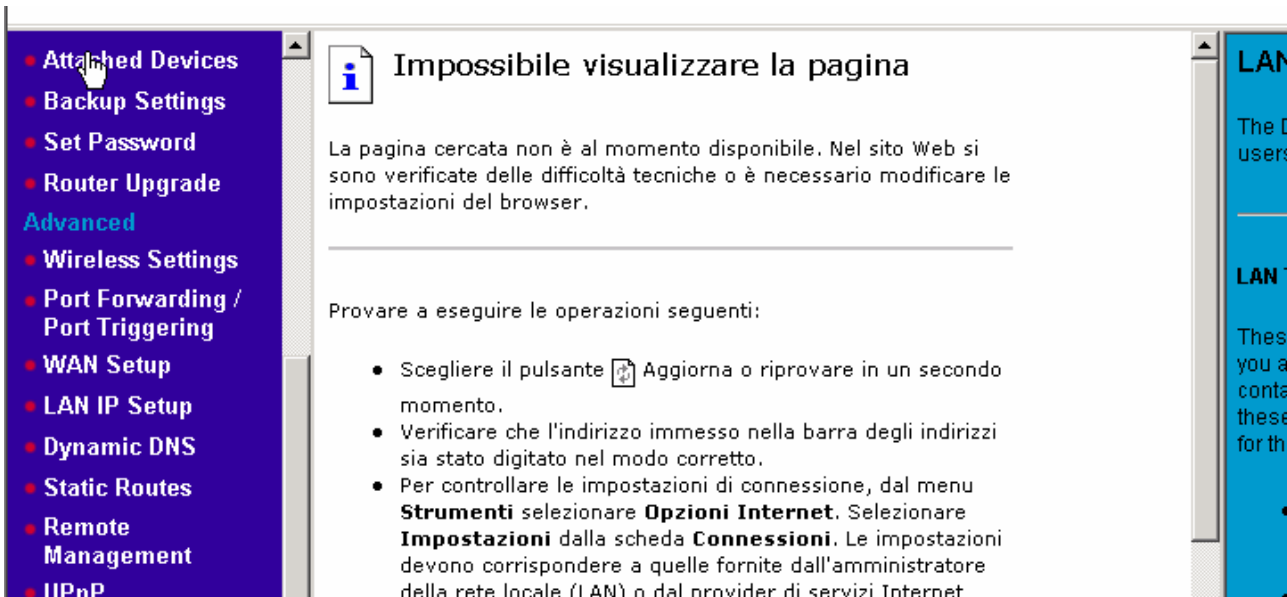 Attached Devices
Backup Settings
Set Password
Router Upgrade
Advanced
Wireless Settings
Port Forwarding /
Port Triggering
WAN Setup
LAN IP Setup
Dynamic DNS
Static Routes
Remote
Management
UPnP
Impossibile visualizzare la pagina
La pagina cercata non è al momento disponibile. Nel sito Web si
sono verificate delle difficoltà tecniche o è necessario modificare le
impostazioni del browser.
Provare a eseguire le operazioni seguenti:
Scegliere il pulsante Aggiorna o riprovare in un secondo
momento.
Verificare che l'indirizzo immesso nella barra degli indirizzi
sia stato digitato nel modo corretto.
Per controllare le impostazioni di connessione, dal menu
Strumenti selezionare Opzioni Internet. Selezionare
Impostazioni dalla scheda Connessioni. Le impostazioni
devono corrispondere a quelle fornite dall'amministratore
della rete locale (LAN) o dal provider di servizi Internet
LAN
The
users
LAN
you
for